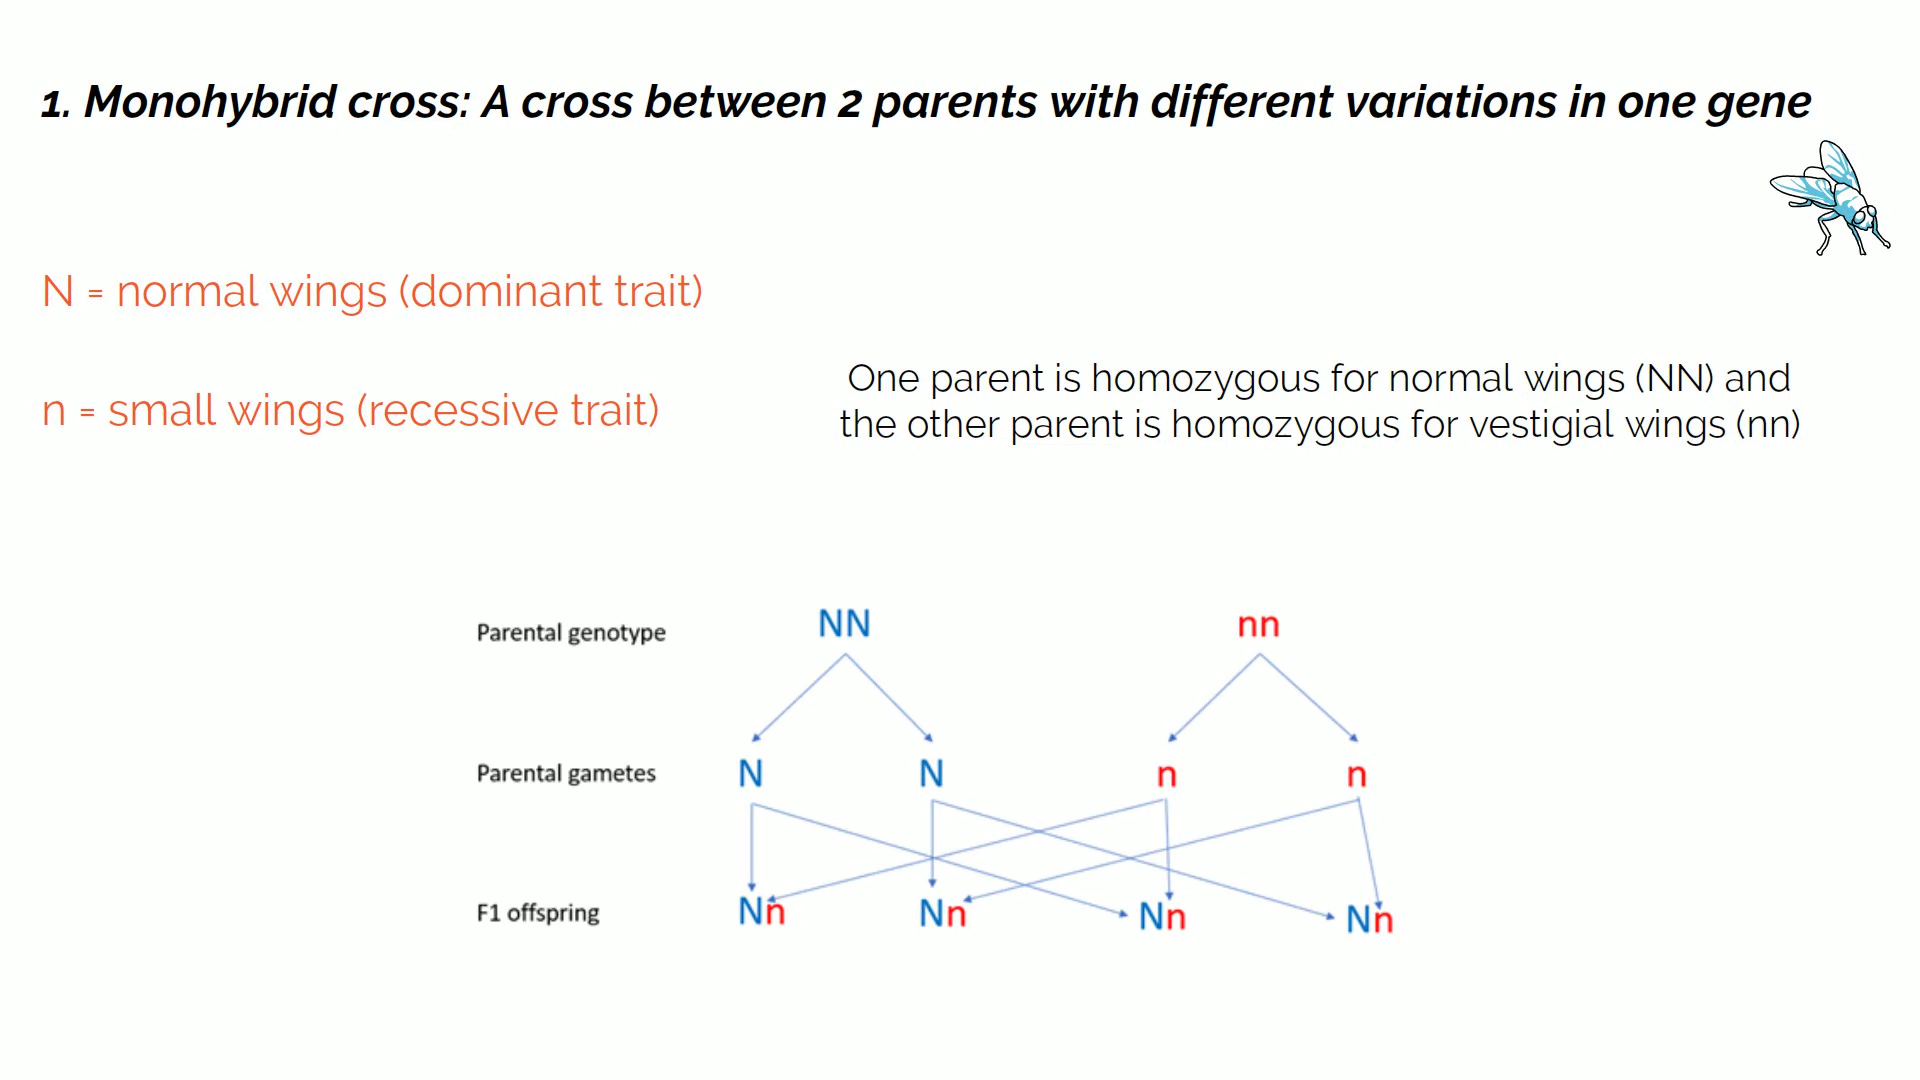 1. Monohybrid cross: A cross between 2 parents with different variations in one gene
N = normal wings (dominant trait)
n = small wings (recessive trait)
One parent is homozygous for normal wings (NN) and
the other parent is homozygous for vestigial wings (nn)
Parental genotype NN nn
Parental gametes N N n n
F1 offspring Nn Nn Nn Nn